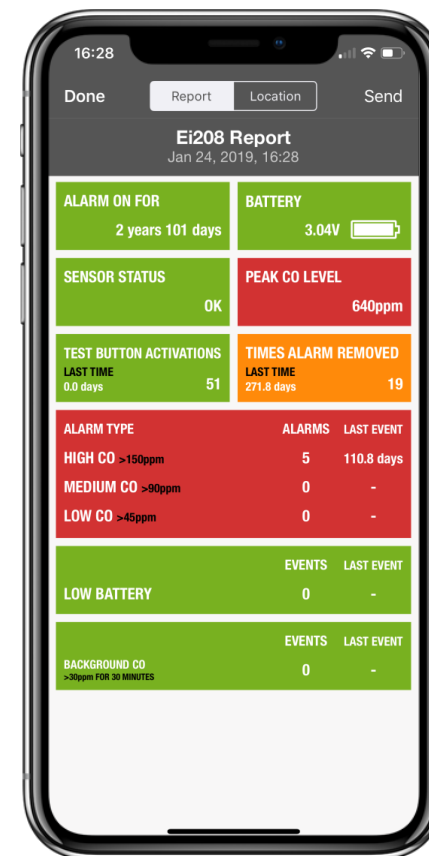 16:28
Done Report Location Send
Ei208 Report
Jan 24, 2019, 16:28
ALARM ON FOR
2 years 101 days
BATTERY
3.04V
SENSOR STATUS
OK
PEAK CO LEVEL
640ppm
TEST BUTTON ACTIVATIONS
LAST TIME
0.0 days 51
TIMES ALARM REMOVED
LAST TIME
271.8 days 19
ALARM TYPE ALARMS LAST EVENT
HIGH CO >150ppm 5 110.8 days
MEDIUM CO >90ppm 0 -
LOW CO >45ppm 0 -
EVENTS LAST EVENT
LOW BATTERY 0 -
EVENTS LAST EVENT
BACKGROUND CO 0 -
>30ppm FOR 30 MINUTES